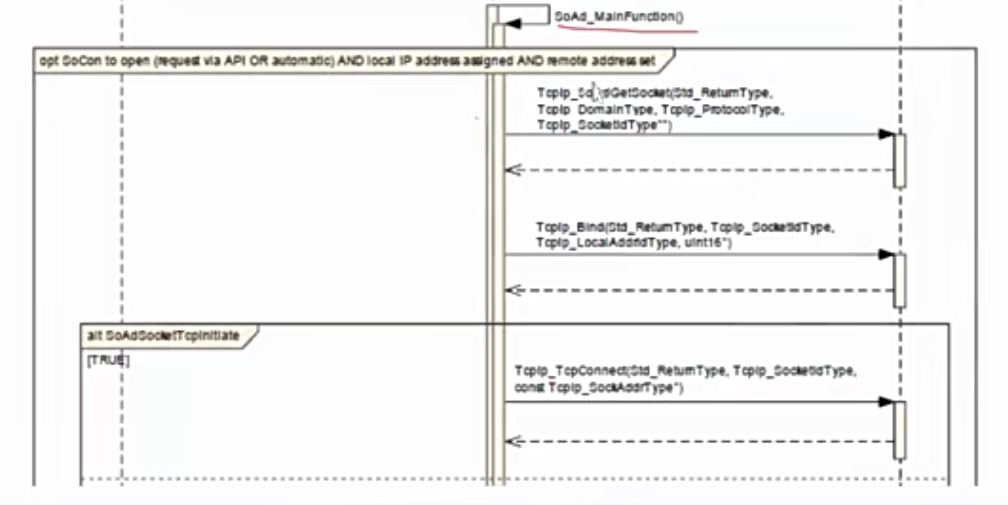 SoAd_MainFunction()
opt SoCon to open (request via API OR automatic) AND local IP address assigned AND remote address set
TcpIp_SoAdGetSocket(Std_ReturnType,
TcpIp_DomainType, TcpIp_ProtocolType,
TcpIp_SocketIdType**)
TcpIp_Bind(Std_ReturnType, TcpIp_SocketIdType,
TcpIp_LocalAddrIdType, uint16*)
alt SoAdSocketTcpInitiate
[TRUE]
TcpIp_TcpConnect(Std_ReturnType, TcpIp_SocketIdType,
const TcpIp_SockAddrType*)